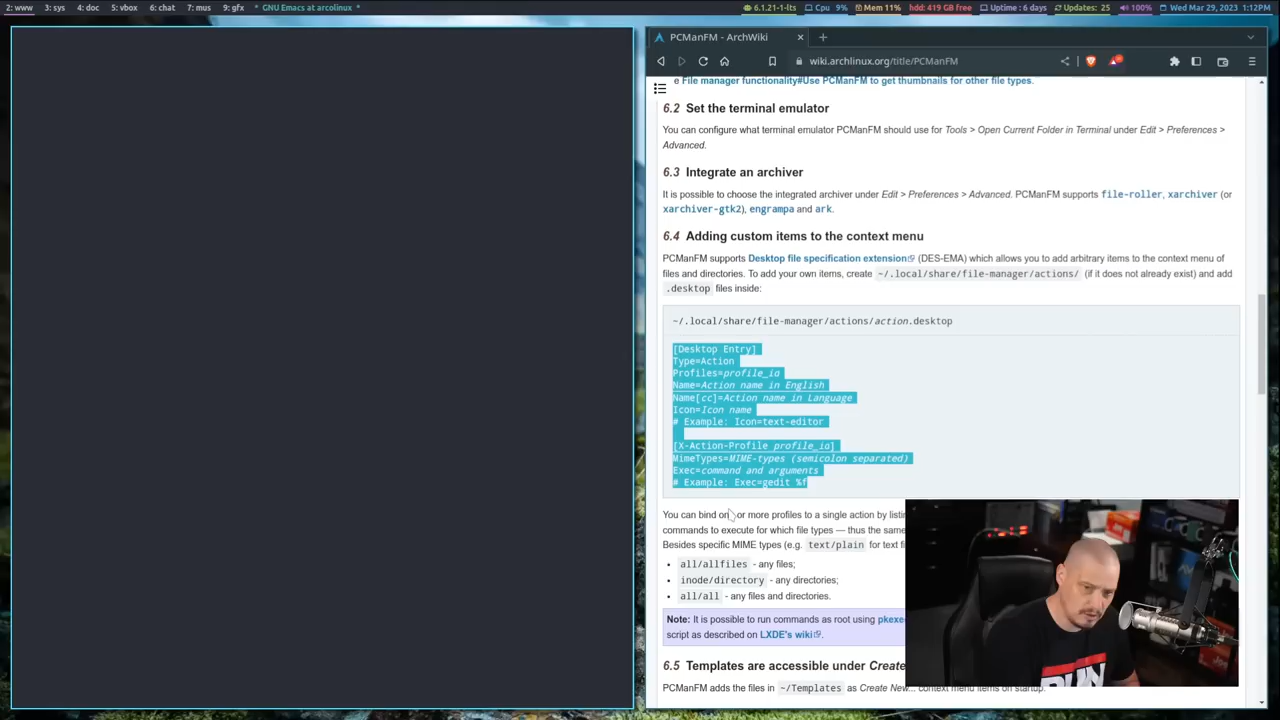 2: www 3: sys 4: doc 5: vbox 6: chat 7: mus 9: gfx * GNU Emacs at arcolinux *
6.1.21-1-lts Cpu 9% Mem 11% hdd: 419 GB free Uptime : 6 days Updates: 25 100% Wed Mar 29, 2023 1:12PM
PCManFM - ArchWiki
wiki.archlinux.org/title/PCManFM
e File manager functionality#Use PCManFM to get thumbnails for other file types.
6.2 Set the terminal emulator
You can configure what terminal emulator PCManFM should use for Tools > Open Current Folder in Terminal under Edit > Preferences >
Advanced.
6.3 Integrate an archiver
It is possible to choose the integrated archiver under Edit > Preferences > Advanced. PCManFM supports file-roller, xarchiver (or
xarchiver-gtk2), engrampa and ark.
6.4 Adding custom items to the context menu
PCManFM supports Desktop file specification extension (DES-EMA) which allows you to add arbitrary items to the context menu of
files and directories. To add your own items, create ~/.local/share/file-manager/actions/ (if it does not already exist) and add
.desktop files inside:
~/.local/share/file-manager/actions/action.desktop
[Desktop Entry]
Type=Action
Profiles=profile_id
Name=Action name in English
Name[cc]=Action name in Language
Icon=Icon name
# Example: Icon=text-editor
[X-Action-Profile profile_id]
MimeTypes=MIME-types (semicolon separated)
Exec=command and arguments
# Example: Exec=gedit %f
You can bind or more profiles to a single action by
commands to execute for which file types — thus the same
Besides specific MIME types (e.g. text/plain for text
• all/allfiles - any files;
• inode/directory - any directories;
• all/all - any files and directories.
Note: It is possible to run commands as root using
script as described on LXDE's wiki.
6.5 Templates are accessible under Create
PCManFM adds the files in ~/Templates as Create New... context menu items on startup.
RUN